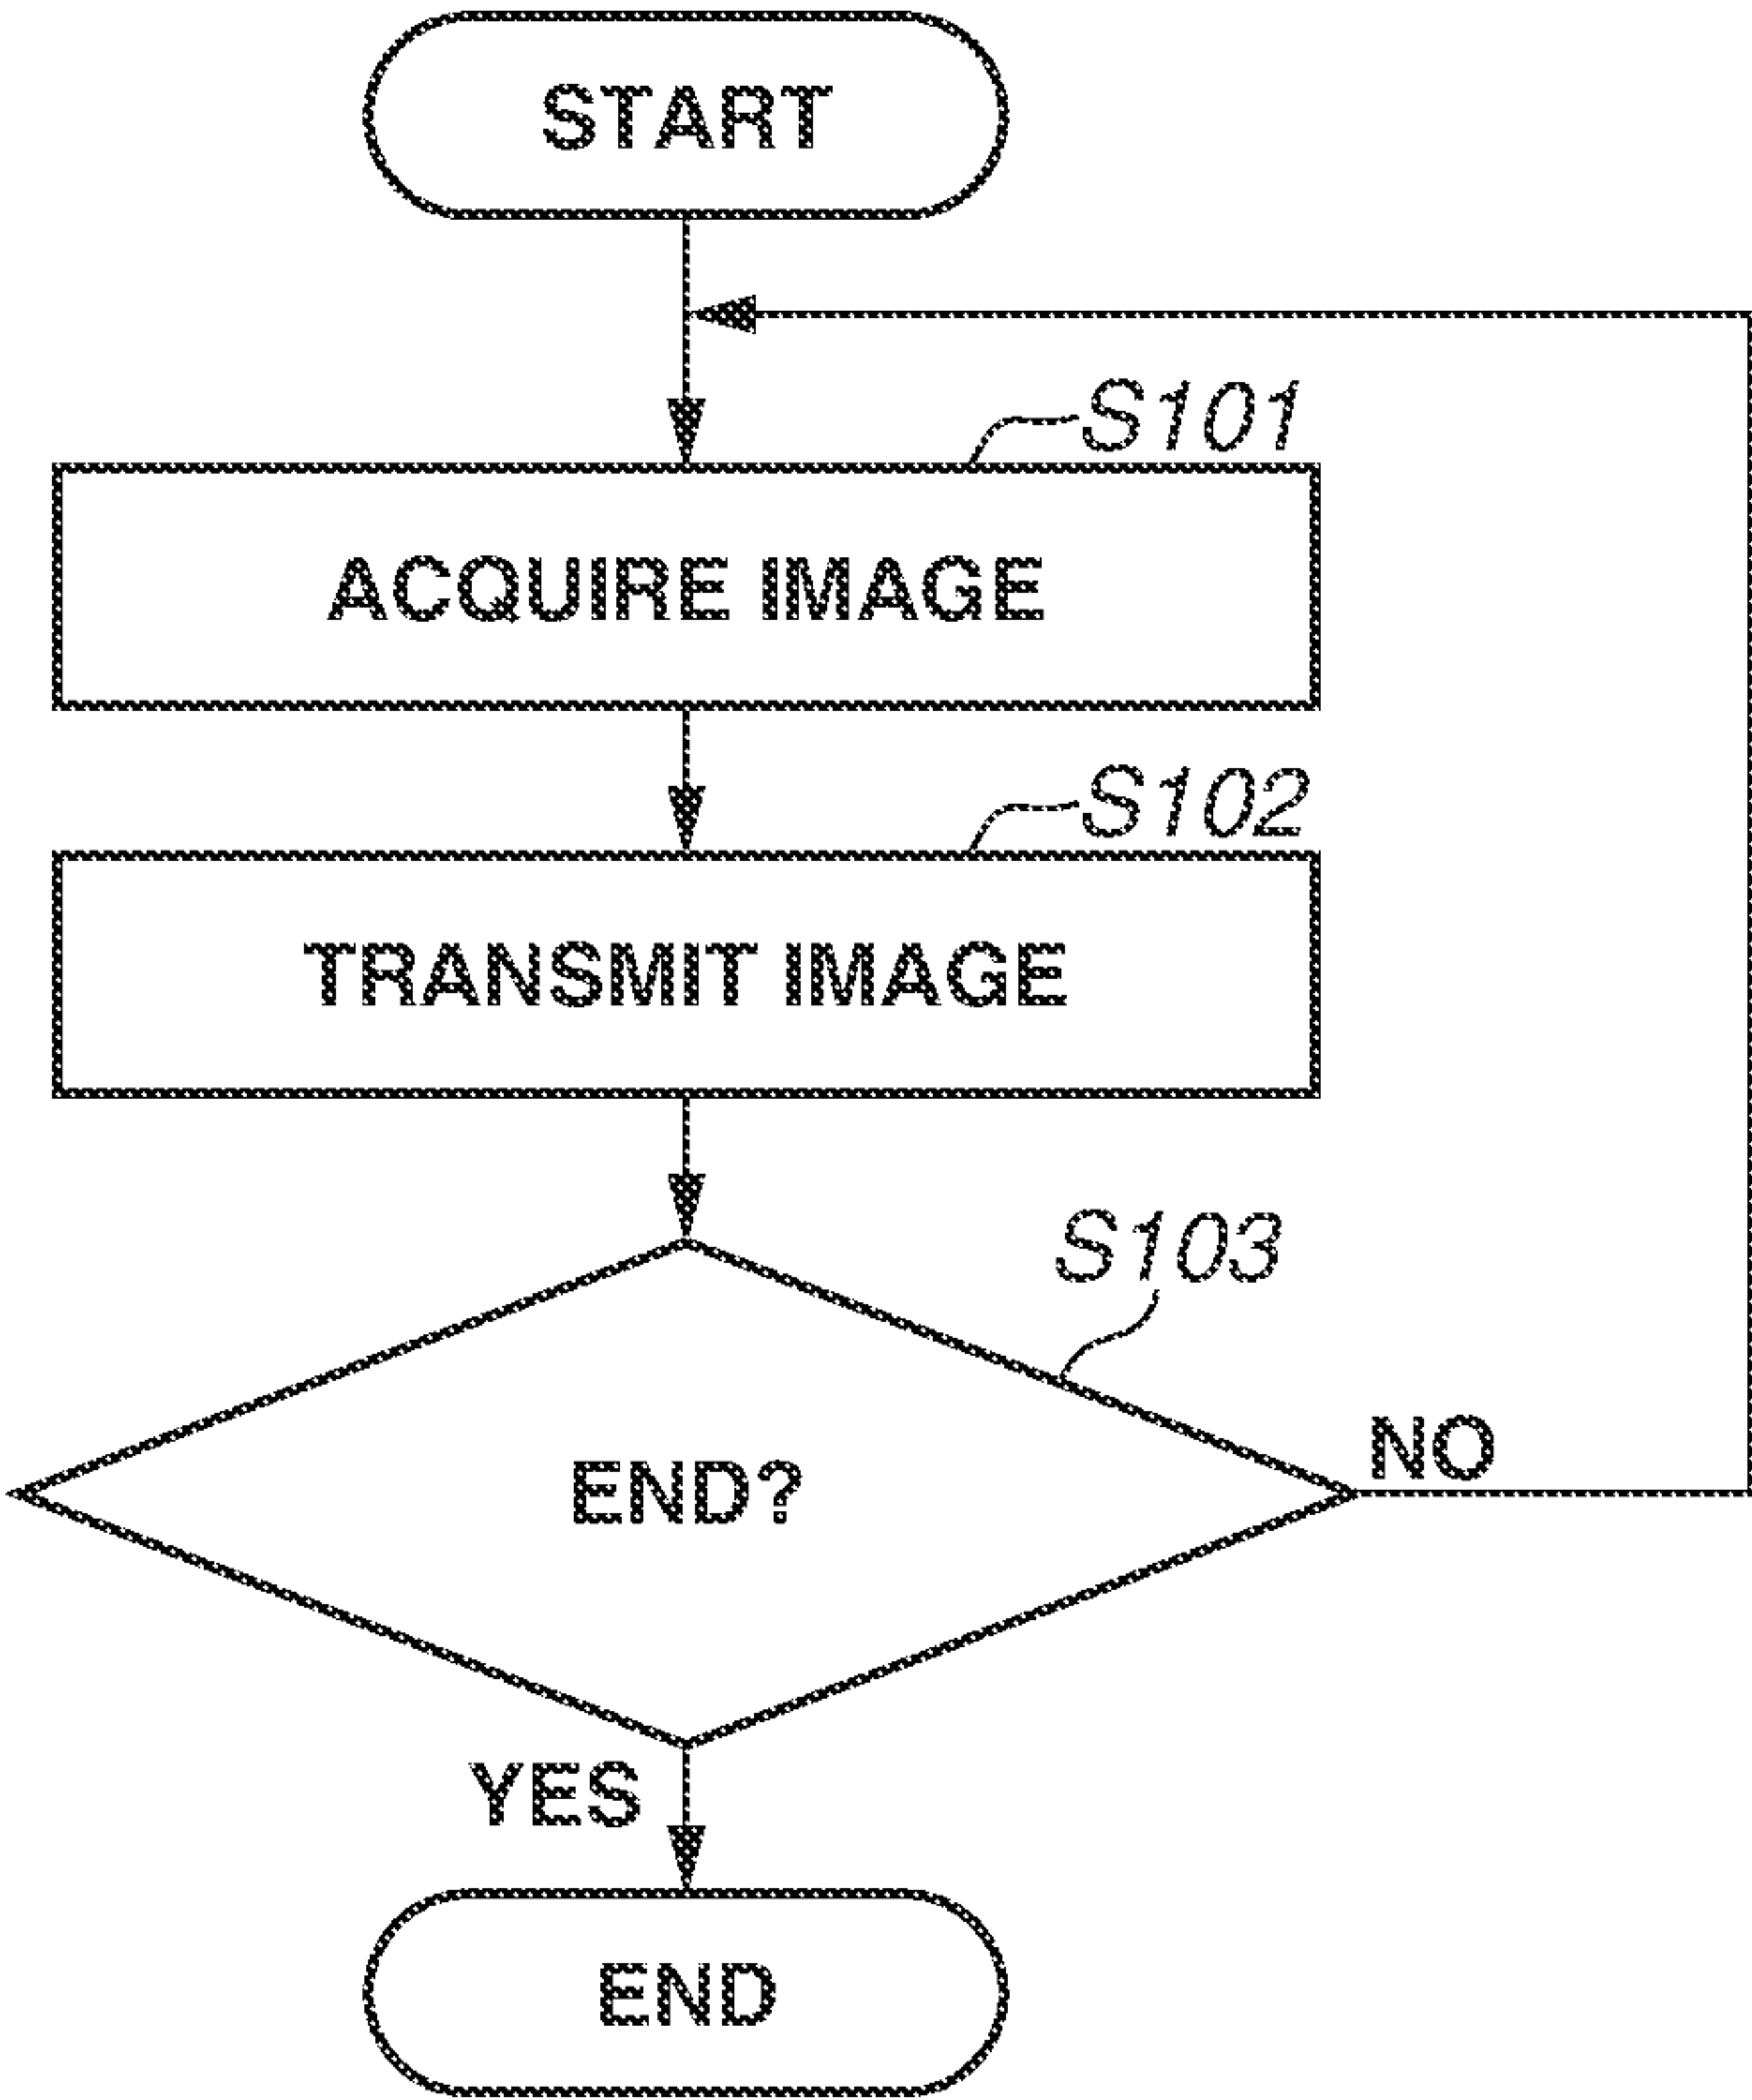 START
S101
ACQUIRE IMAGE
S102
TRANSMIT IMAGE
S103
END?
NO
YES
END